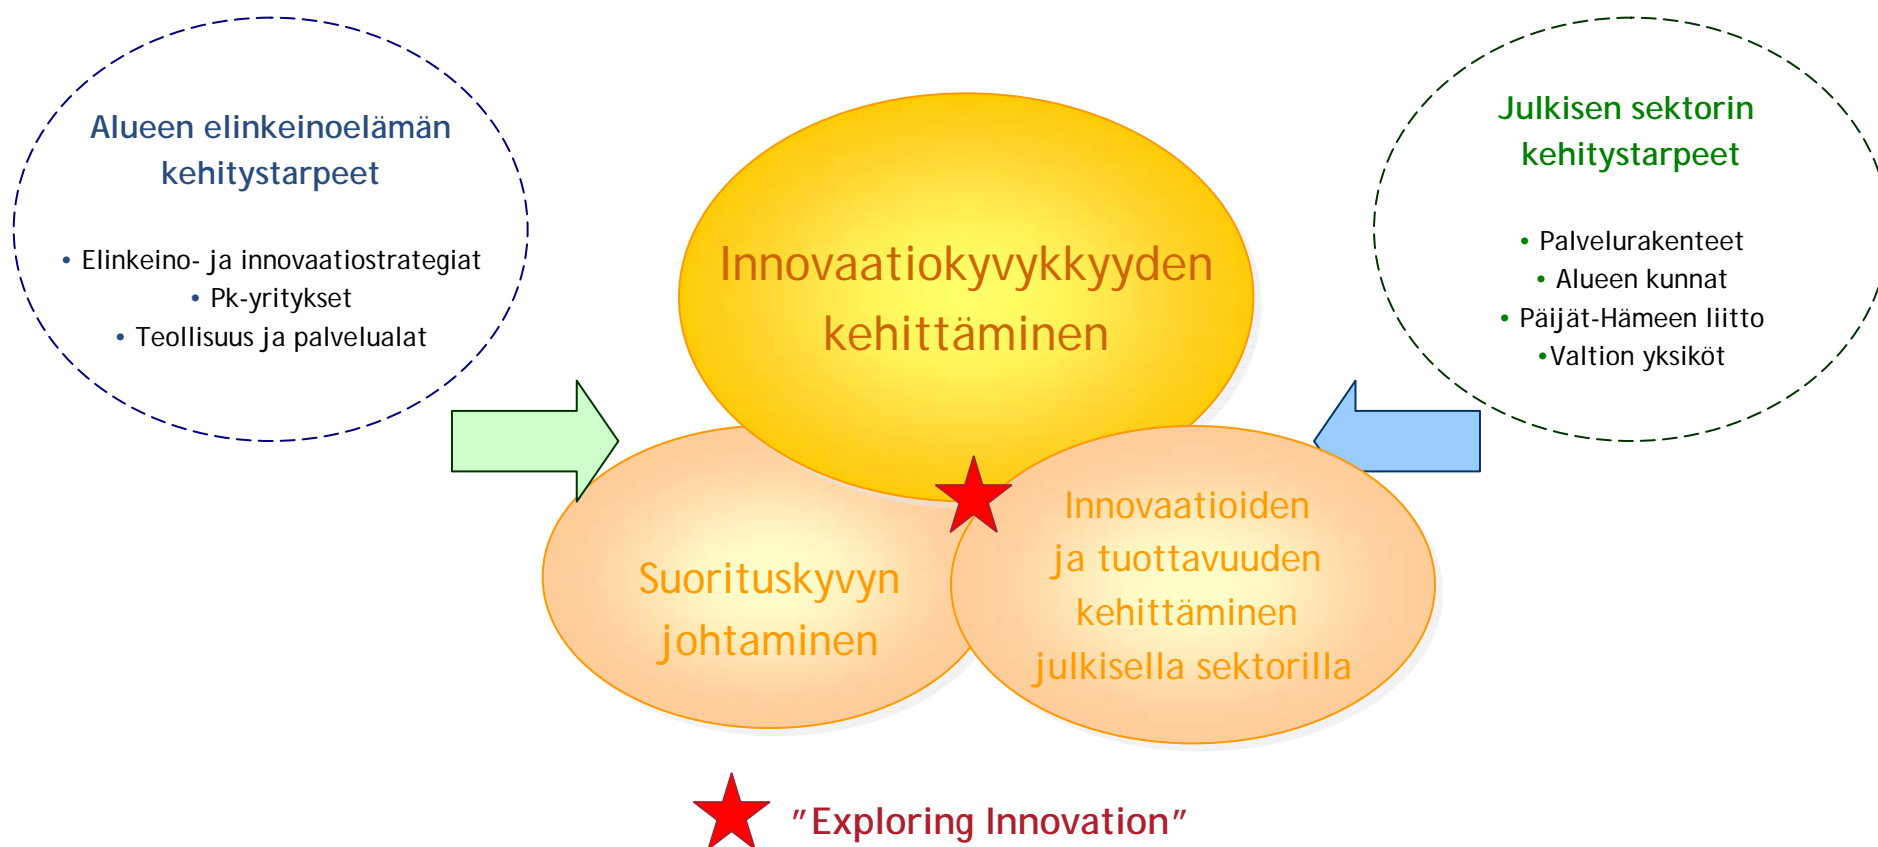 Alueen elinkeinoelämän
kehitystarpeet
• Elinkeino- ja innovaatiostrategiat
• Pk-yritykset
• Teollisuus ja palvelualat
Innovaatiokyvykkyyden
kehittäminen
Julkisen sektorin
kehitystarpeet
• Palvelurakenteet
• Alueen kunnat
• Päijät-Hämeen liitto
•Valtion yksiköt
Suorituskyvyn
johtaminen
Innovaatioiden
ja tuottavuuden
kehittäminen
julkisella sektorilla
”Exploring Innovation”